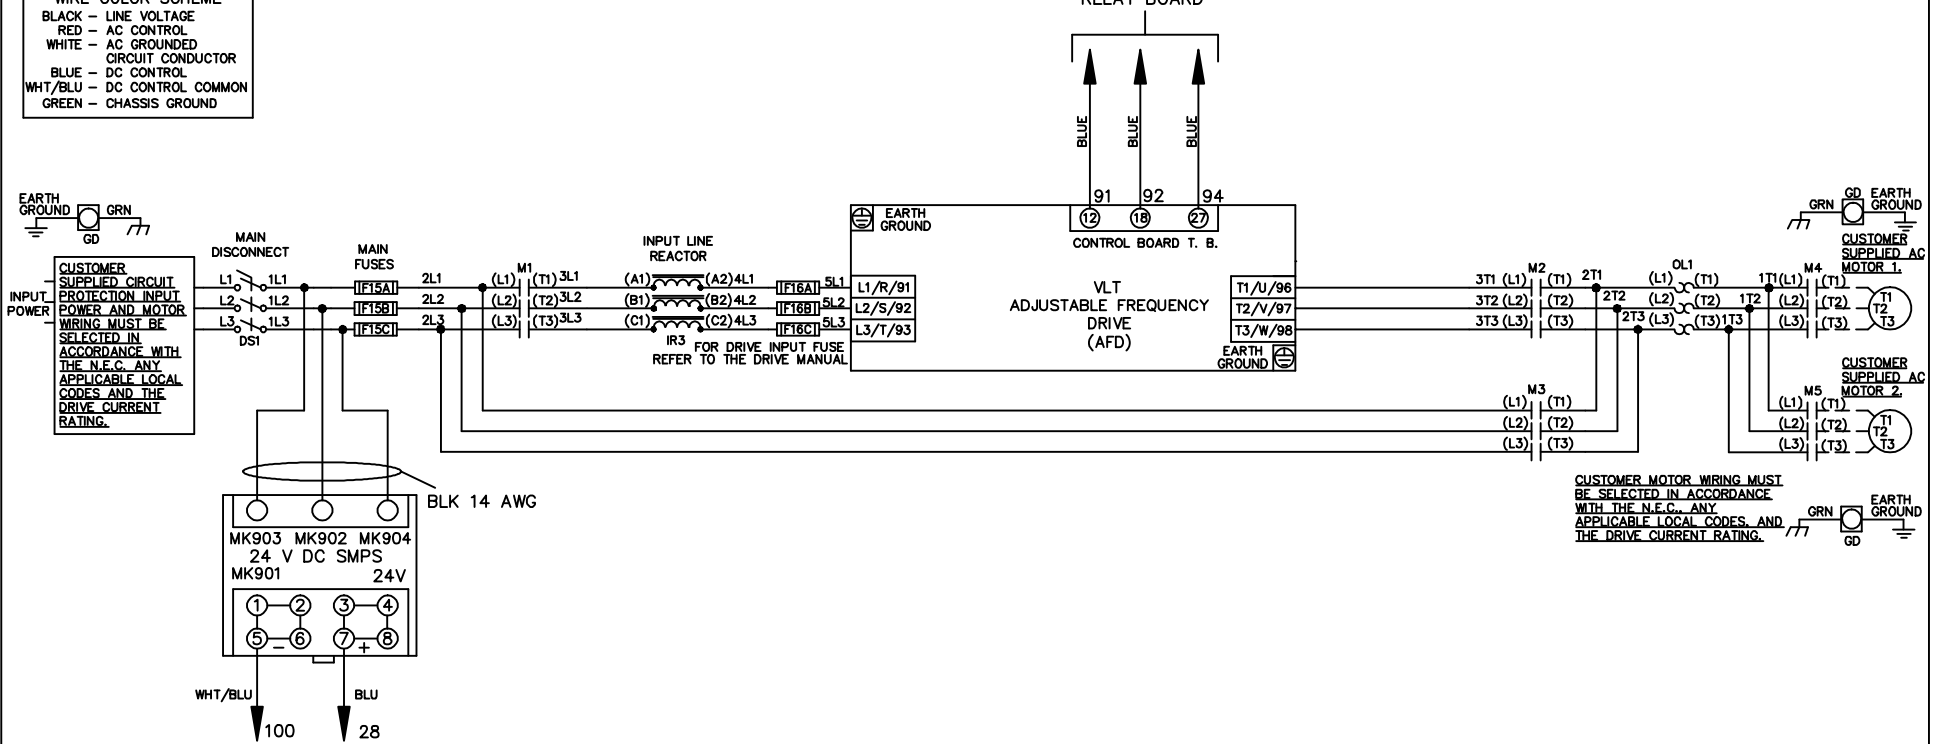 WIRE COLOR SCHEME
BLACK – LINE VOLTAGE
RED – AC CONTROL
WHITE – AC GROUNDED
CIRCUIT CONDUCTOR
BLUE – DC CONTROL
WHT/BLU – DC CONTROL COMMON
GREEN – CHASSIS GROUND
RELAY BOARD
BLUE
BLUE
BLUE
91
92
94
12
18
27
CONTROL BOARD T. B.
EARTH
GROUND
GRN
GD
EARTH
GROUND
INPUT
POWER
CUSTOMER
SUPPLIED CIRCUIT
PROTECTION INPUT
POWER AND MOTOR
WIRING MUST BE
SELECTED IN
ACCORDANCE WITH
THE N.E.C. ANY
APPLICABLE LOCAL
CODES AND THE
DRIVE CURRENT
RATING.
MAIN
DISCONNECT
L1 1L1
L2 1L2
L3 1L3
DS1
MAIN
FUSES
F15A
F15B
F15C
2L1
2L2
2L3
M1
(L1) (T1) 3L1
(L2) (T2) 3L2
(L3) (T3) 3L3
INPUT LINE
REACTOR
(A1) (A2) 4L1
(B1) (B2) 4L2
(C1) (C2) 4L3
IR3
F16A 5L1
F16B 5L2
F16C 5L3
FOR DRIVE INPUT FUSE
REFER TO THE DRIVE MANUAL
L1/R/91
L2/S/92
L3/T/93
VLT
ADJUSTABLE FREQUENCY
DRIVE
(AFD)
T1/U/96
T2/V/97
T3/W/98
EARTH
GROUND
M2
3T1 (L1) (T1) 2T1
3T2 (L2) (T2) 2T2
3T3 (L3) (T3) 2T3
OL1
(L1) (T1) 1T1
(L2) (T2) 1T2
(L3) (T3) 1T3
M4
(L1) (T1)
(L2) (T2)
(L3) (T3)
T1
T2
T3
GRN
GD
EARTH
GROUND
CUSTOMER
SUPPLIED AC
MOTOR 1.
M3
(L1) (T1)
(L2) (T2)
(L3) (T3)
CUSTOMER
SUPPLIED AC
MOTOR 2.
M5
(L1) (T1)
(L2) (T2)
(L3) (T3)
T1
T2
T3
CUSTOMER MOTOR WIRING MUST
BE SELECTED IN ACCORDANCE
WITH THE N.E.C., ANY
APPLICABLE LOCAL CODES, AND
THE DRIVE CURRENT RATING.
GRN
GD
EARTH
GROUND
BLK 14 AWG
MK903 MK902 MK904
24 V DC SMPS
MK901 24V
1 2 3 4
5 6 7 8
– +
WHT/BLU
BLU
100
28